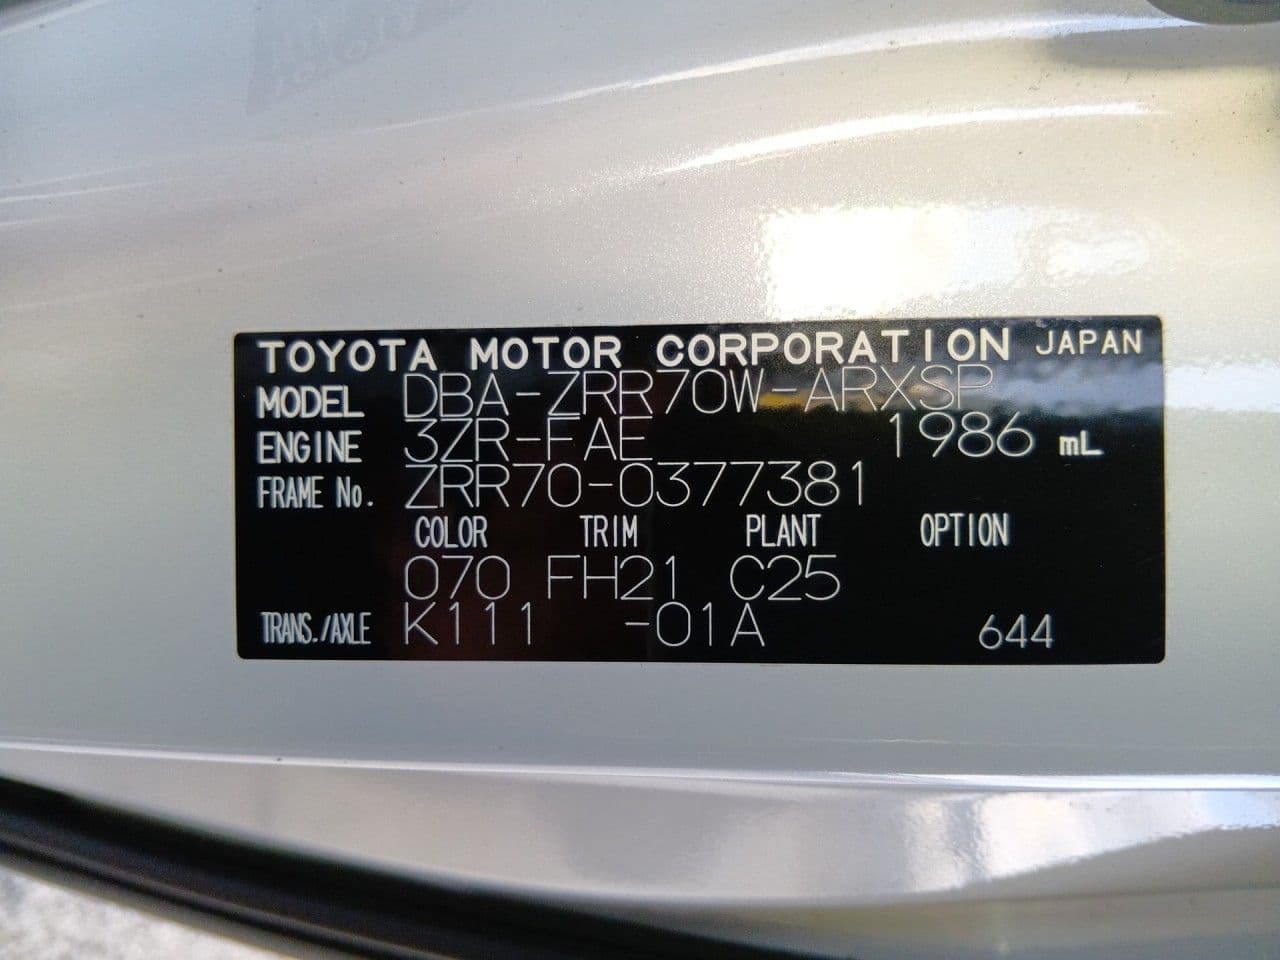 TOYOTA MOTOR CORPORATION JAPAN
MODEL DBA-ZRR70W-ARXSP
ENGINE 3ZR-FAE 1986 mL
FRAME No. ZRR70-0377381
COLOR TRIM PLANT OPTION
070 FH21 C25
TRANS./AXLE K111 -01A 644